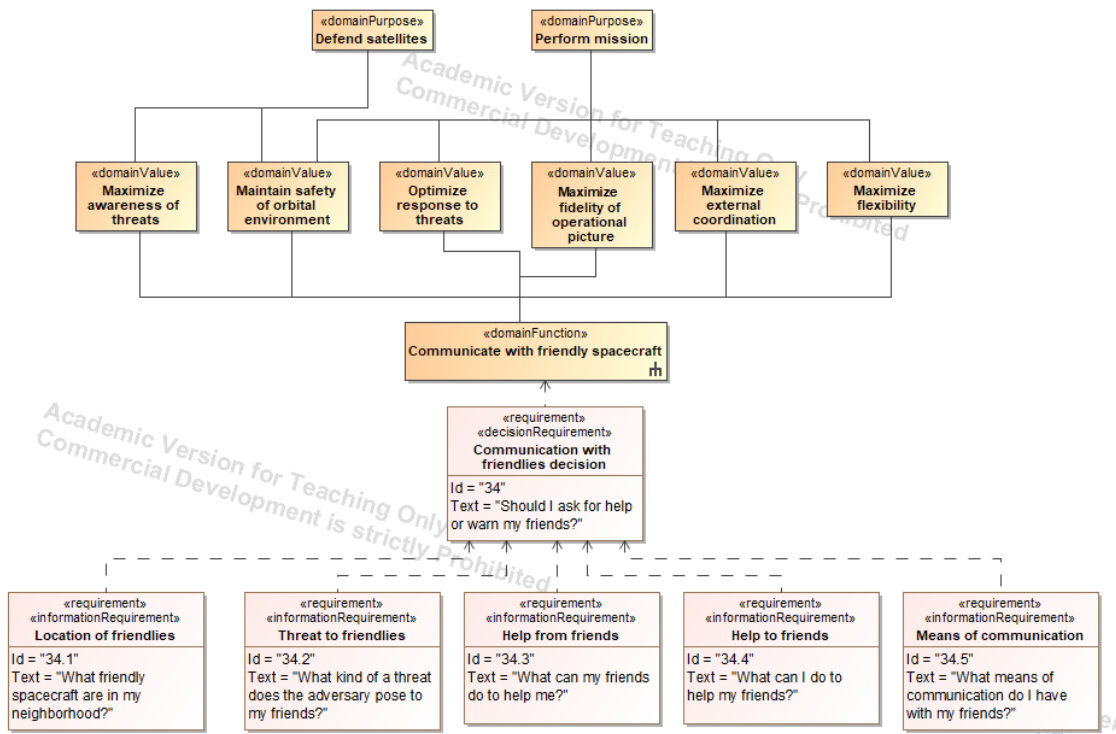 «domainPurpose»
Defend satellites
«domainPurpose»
Perform mission
Academic Version for Teaching Only
Commercial Development is strictly Prohibited
«domainValue»
Maximize
awareness of
threats
«domainValue»
Maintain safety
of orbital
environment
«domainValue»
Optimize
response to
threats
«domainValue»
Maximize
fidelity of
operational
picture
«domainValue»
Maximize
external
coordination
«domainValue»
Maximize
flexibility
«domainFunction»
Communicate with friendly spacecraft
Academic Version for Teaching Only
Commercial Development is strictly Prohibited
«requirement»
«decisionRequirement»
Communication with
friendlies decision
Id = "34"
Text = "Should I ask for help
or warn my friends?"
«requirement»
«informationRequirement»
Location of friendlies
Id = "34.1"
Text = "What friendly
spacecraft are in my
neighborhood?"
«requirement»
«informationRequirement»
Threat to friendlies
Id = "34.2"
Text = "What kind of a threat
does the adversary pose to
my friends?"
«requirement»
«informationRequirement»
Help from friends
Id = "34.3"
Text = "What can my friends
do to help me?"
«requirement»
«informationRequirement»
Help to friends
Id = "34.4"
Text = "What can I do to
help my friends?"
«requirement»
«informationRequirement»
Means of communication
Id = "34.5"
Text = "What means of
communication do I have
with my friends?"